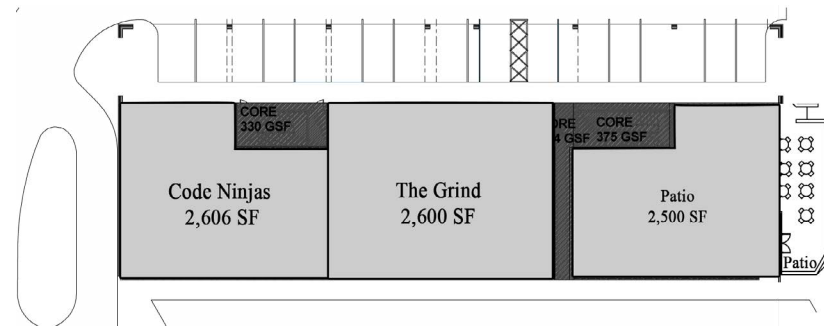 CORE
330 GSF
ORE
4 GSF
CORE
375 GSF
Code Ninjas
2,606 SF
The Grind
2,600 SF
Patio
2,500 SF
Patio